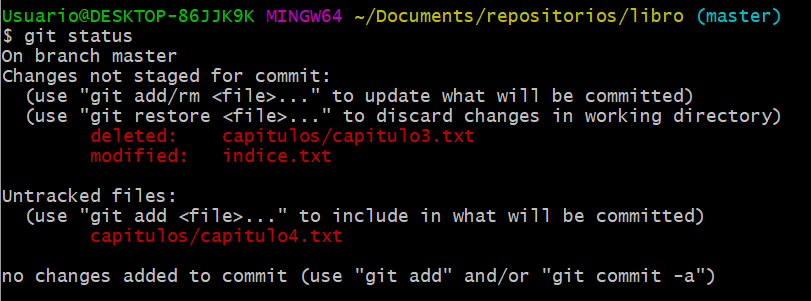 Usuario@DESKTOP-86JJK9K MINGW64 ~/Documents/repositorios/libro (master)
$ git status
On branch master
Changes not staged for commit:
  (use "git add/rm <file>..." to update what will be committed)
  (use "git restore <file>..." to discard changes in working directory)
        deleted:    capitulos/capitulo3.txt
        modified:   indice.txt

Untracked files:
  (use "git add <file>..." to include in what will be committed)
        capitulos/capitulo4.txt

no changes added to commit (use "git add" and/or "git commit -a")